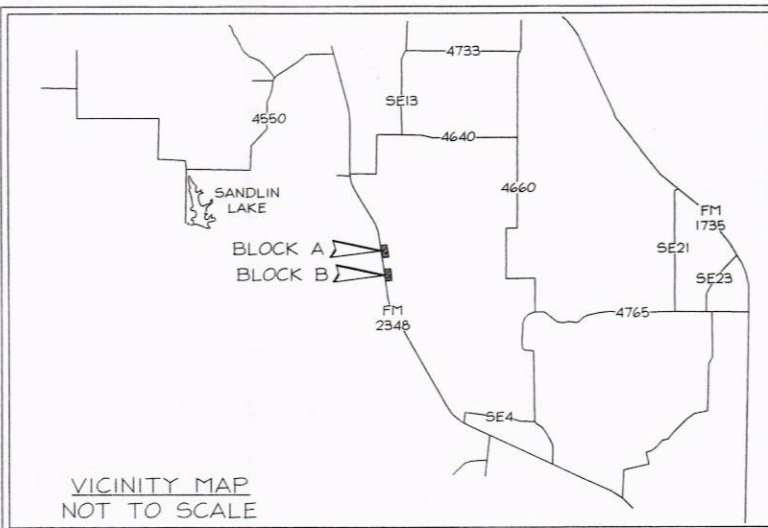 4733
SE13
4550
4640
4660
SANDLIN
LAKE
FM
1735
BLOCK A
SE21
BLOCK B
SE23
FM
2348
4765
SE4
VICINITY MAP
NOT TO SCALE